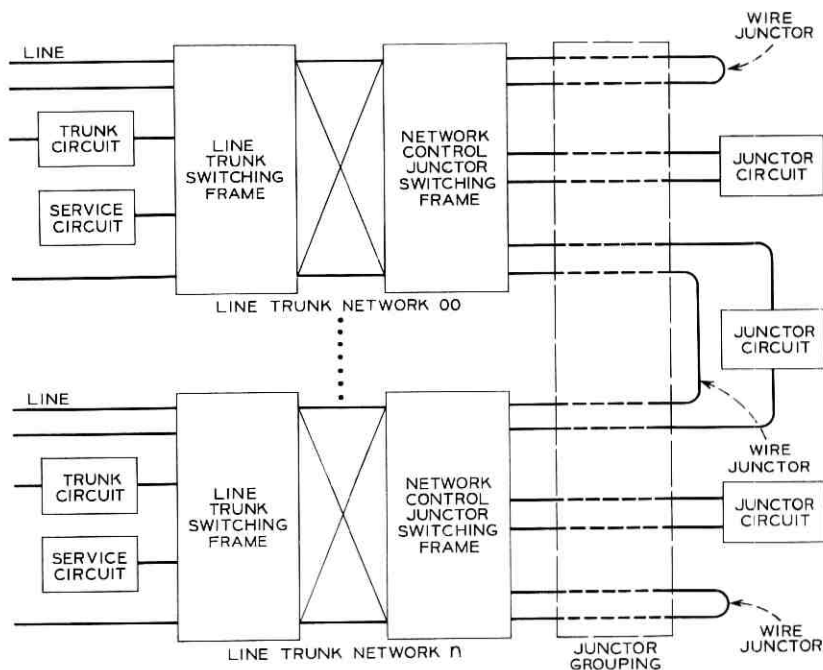 WIRE
JUNCTOR
LINE
TRUNK
CIRCUIT
SERVICE
CIRCUIT
LINE
TRUNK
SWITCHING
FRAME
NETWORK
CONTROL
JUNCTOR
SWITCHING
FRAME
JUNCTOR
CIRCUIT
LINE TRUNK NETWORK 00
JUNCTOR
CIRCUIT
LINE
TRUNK
CIRCUIT
SERVICE
CIRCUIT
LINE
TRUNK
SWITCHING
FRAME
NETWORK
CONTROL
JUNCTOR
SWITCHING
FRAME
WIRE
JUNCTOR
JUNCTOR
CIRCUIT
LINE TRUNK NETWORK n
JUNCTOR
GROUPING
WIRE
JUNCTOR